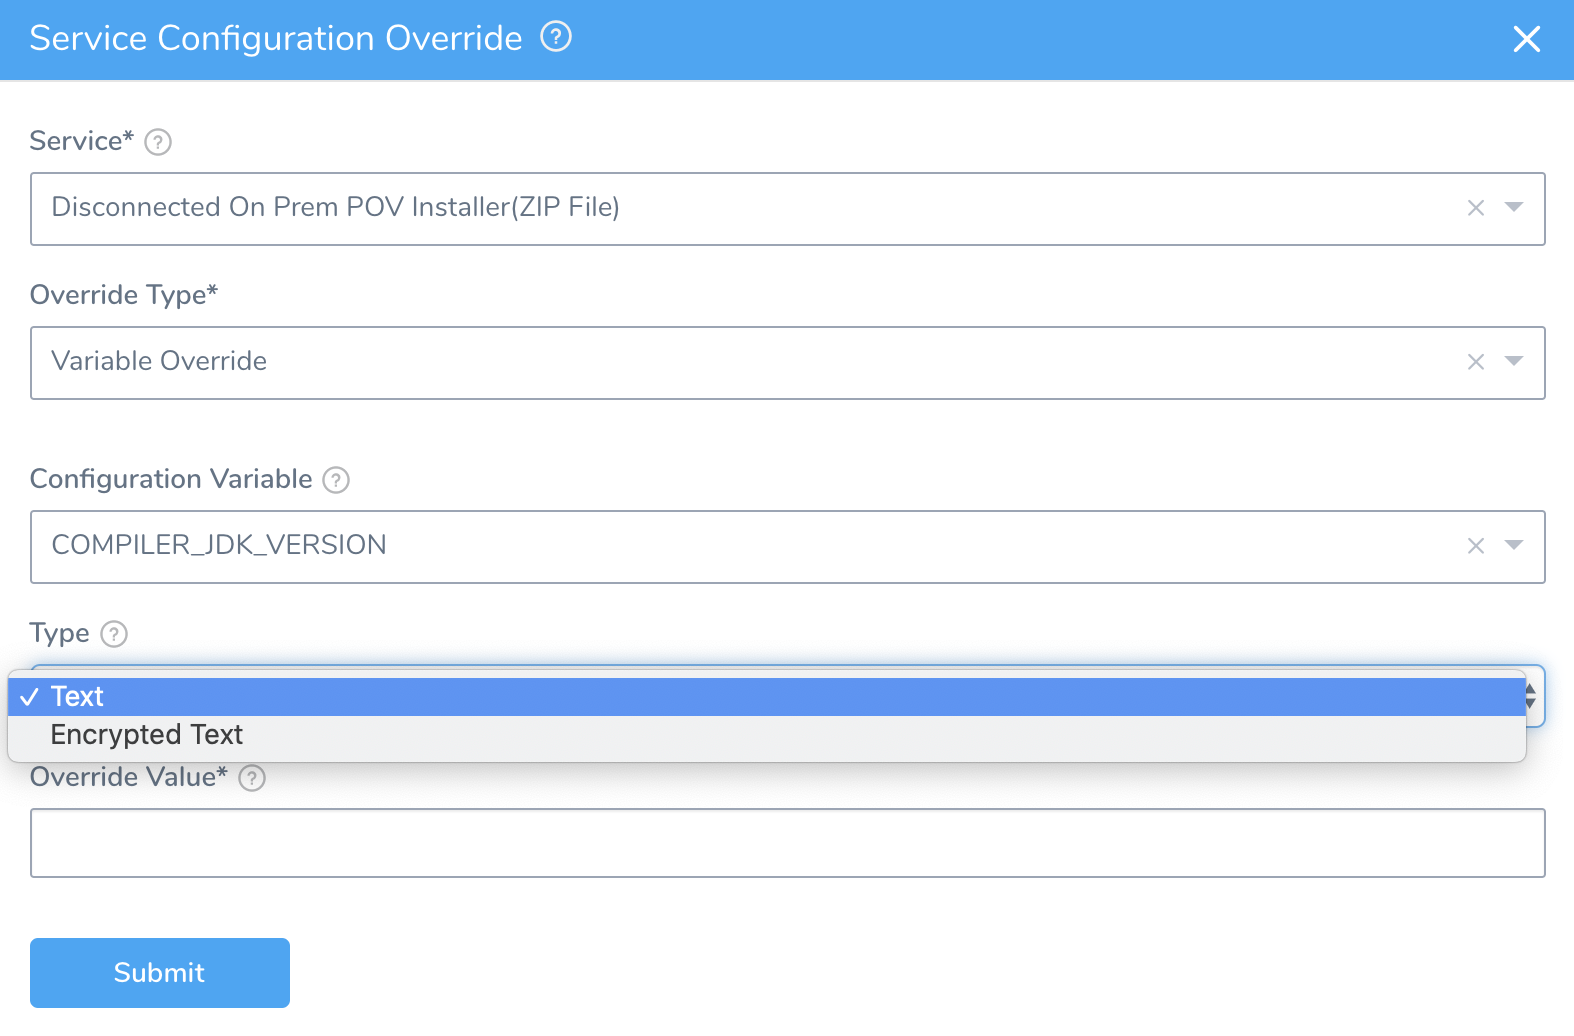 Service Configuration Override ?
Service* ?
Disconnected On Prem POV Installer(ZIP File)
Override Type*
Variable Override
Configuration Variable ?
COMPILER_JDK_VERSION
Type ?
✓ Text
Encrypted Text
Override Value* ?
Submit